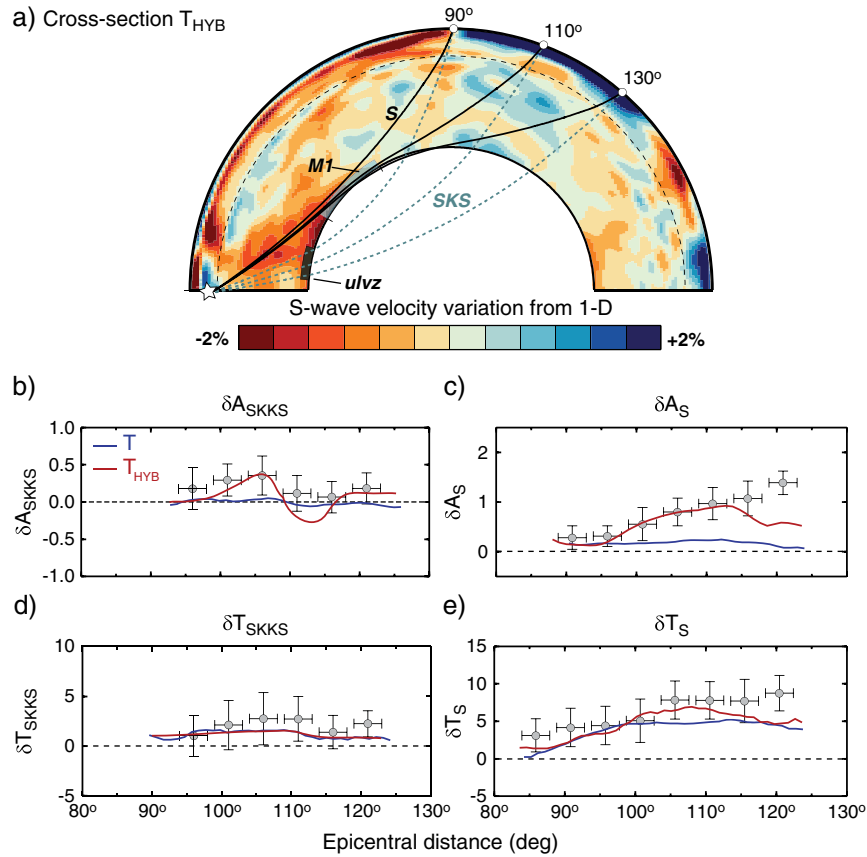 a) Cross-section T_HYB
90°
110°
130°
S
M1
SKS
ulvz
S-wave velocity variation from 1-D
-2%
+2%
b)
δA_SKKS
c)
δA_S
T
T_HYB
δA_SKKS
1.0
0.5
0.0
-0.5
-1.0
δA_S
2
1
0
d)
δT_SKKS
e)
δT_S
δT_SKKS
10
5
0
-5
δT_S
15
10
5
0
-5
80° 90° 100° 110° 120° 130°
80° 90° 100° 110° 120° 130°
Epicentral distance (deg)